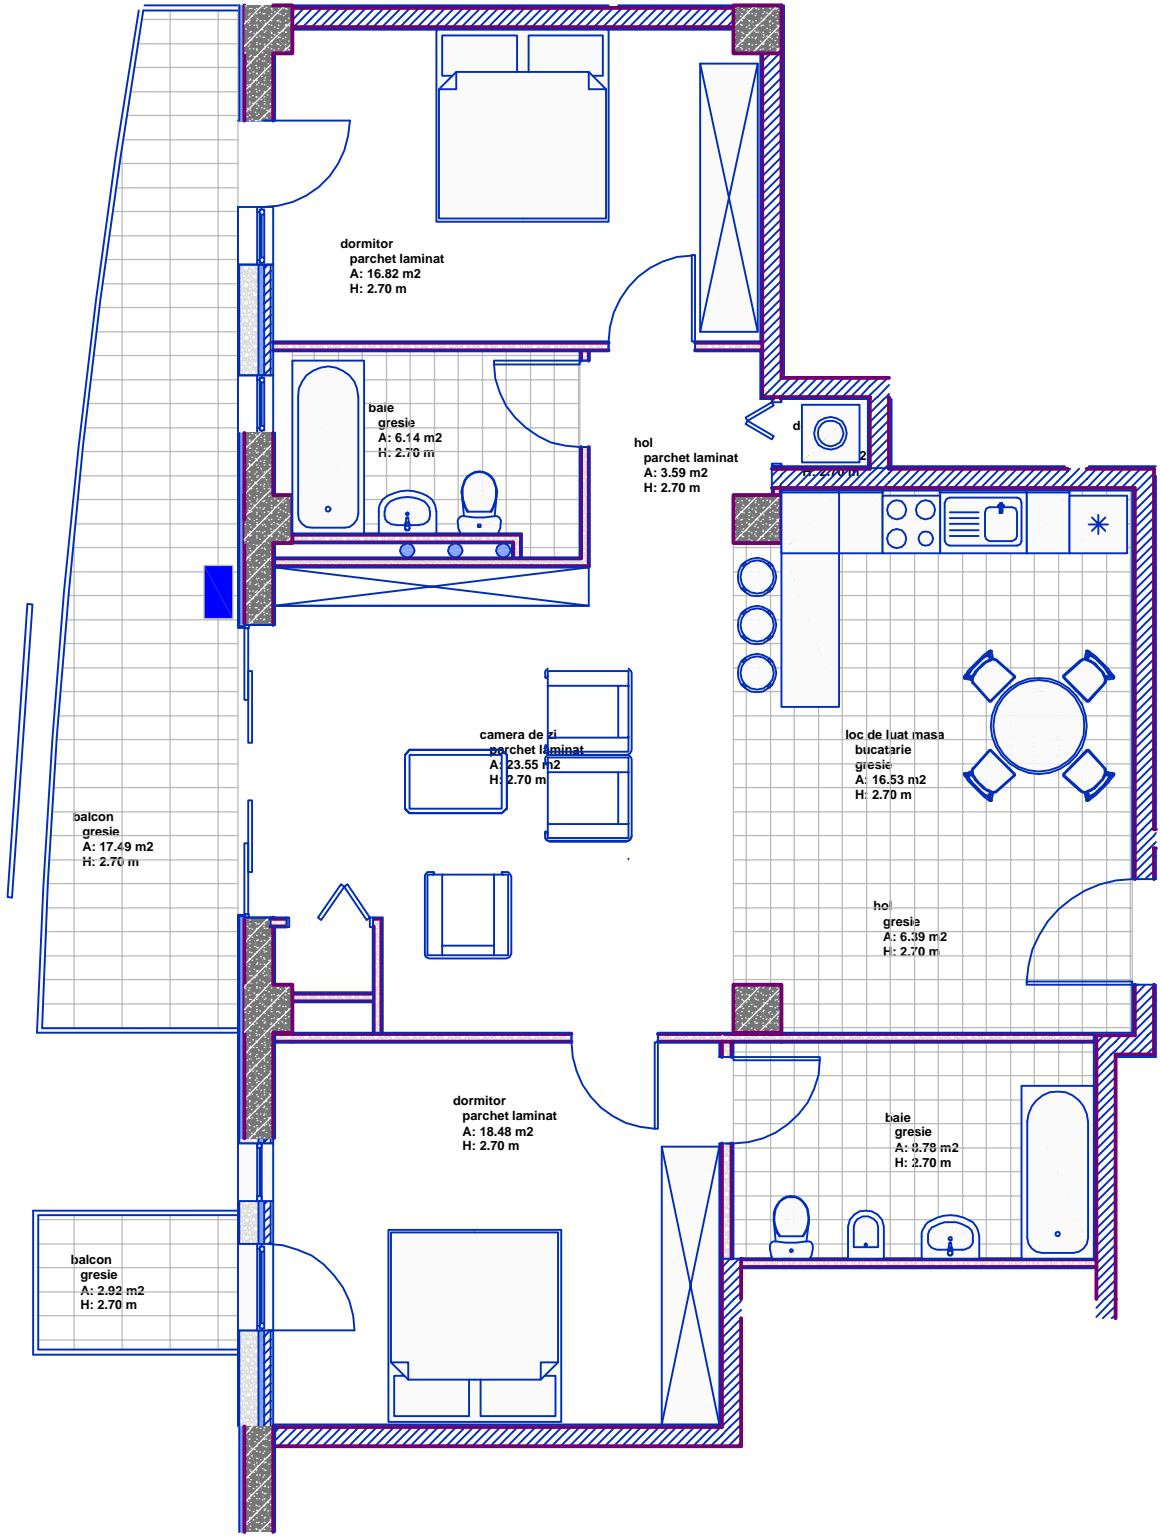 dormitor
parchet laminat
A: 16.82 m2
H: 2.70 m
baie
gresie
A: 6.14 m2
H: 2.70 m
hol
parchet laminat
A: 3.59 m2
H: 2.70 m
d
2
H: 2.70 m
camera de zi
parchet laminat
A: 23.55 m2
H: 2.70 m
loc de luat masa
bucatarie
gresie
A: 16.53 m2
H: 2.70 m
balcon
gresie
A: 17.49 m2
H: 2.70 m
hol
gresie
A: 6.39 m2
H: 2.70 m
dormitor
parchet laminat
A: 18.48 m2
H: 2.70 m
baie
gresie
A: 8.78 m2
H: 2.70 m
balcon
gresie
A: 2.92 m2
H: 2.70 m